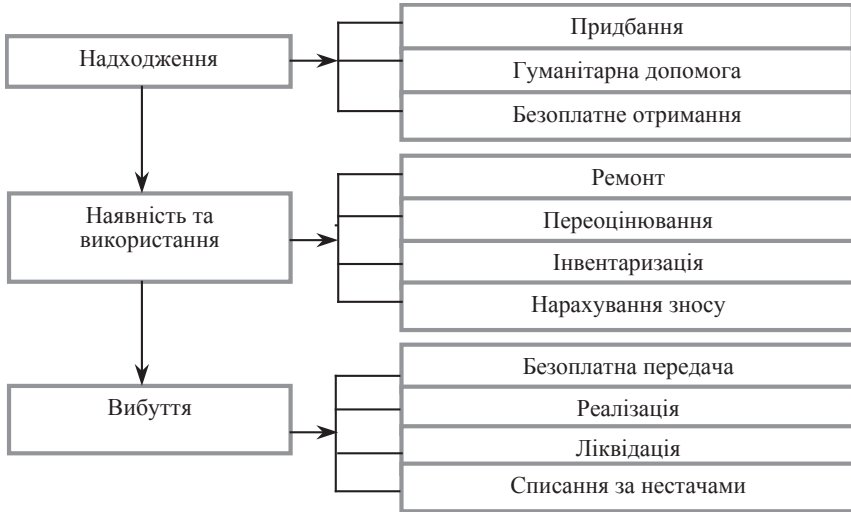 Надходження
Придбання
Гуманітарна допомога
Безоплатне отримання
Наявність та
використання
Ремонт
Переоцінювання
Інвентаризація
Нарахування зносу
Вибуття
Безоплатна передача
Реалізація
Ліквідація
Списання за нестачами